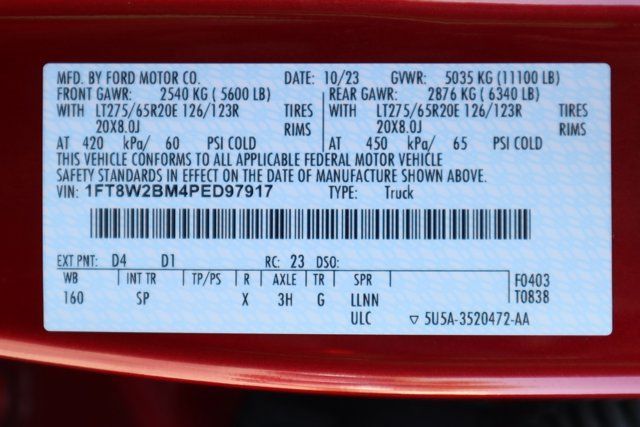 MFD. BY FORD MOTOR CO. DATE: 10/23 GVWR: 5035 KG (11100 LB)
FRONT GAWR: 2540 KG ( 5600 LB) REAR GAWR: 2876 KG ( 6340 LB)
WITH LT275/65R20E 126/123R TIRES WITH LT275/65R20E 126/123R TIRES
20X8.0J RIMS 20X8.0J RIMS
AT 420 kPa/ 60 PSI COLD AT 450 kPa/ 65 PSI COLD
THIS VEHICLE CONFORMS TO ALL APPLICABLE FEDERAL MOTOR VEHICLE
SAFETY STANDARDS IN EFFECT ON THE DATE OF MANUFACTURE SHOWN ABOVE.
VIN: 1FT8W2BM4PED97917 TYPE: Truck
EXT PNT: D4 D1 RC: 23 DSO:
WB INT TR TP/PS R AXLE TR SPR F0403
160 SP X 3H G LLNN T0838
ULC ▽ 5U5A-3520472-AA